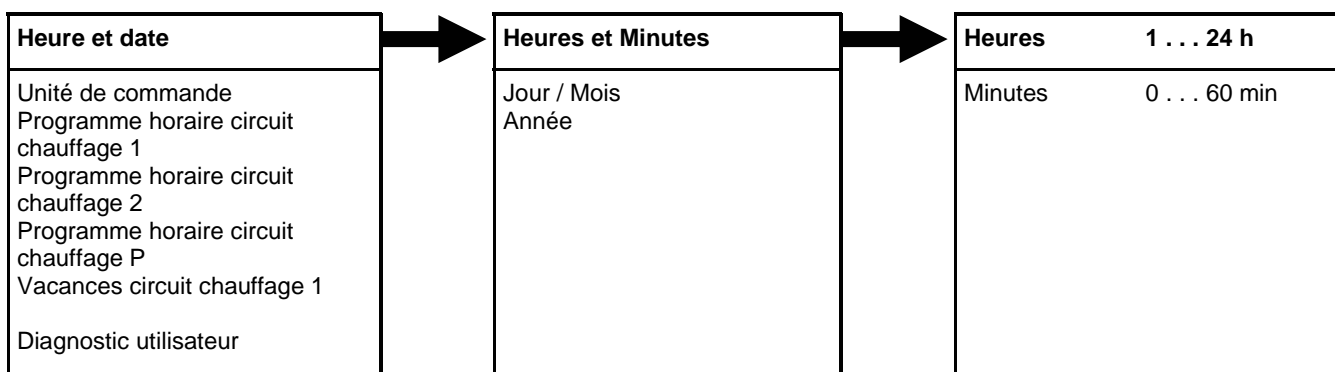 Heure et date
Unité de commande
Programme horaire circuit
chauffage 1
Programme horaire circuit
chauffage 2
Programme horaire circuit
chauffage P
Vacances circuit chauffage 1
Diagnostic utilisateur
Heures et Minutes
Jour / Mois
Année
Heures 1 . . . 24 h
Minutes 0 . . . 60 min